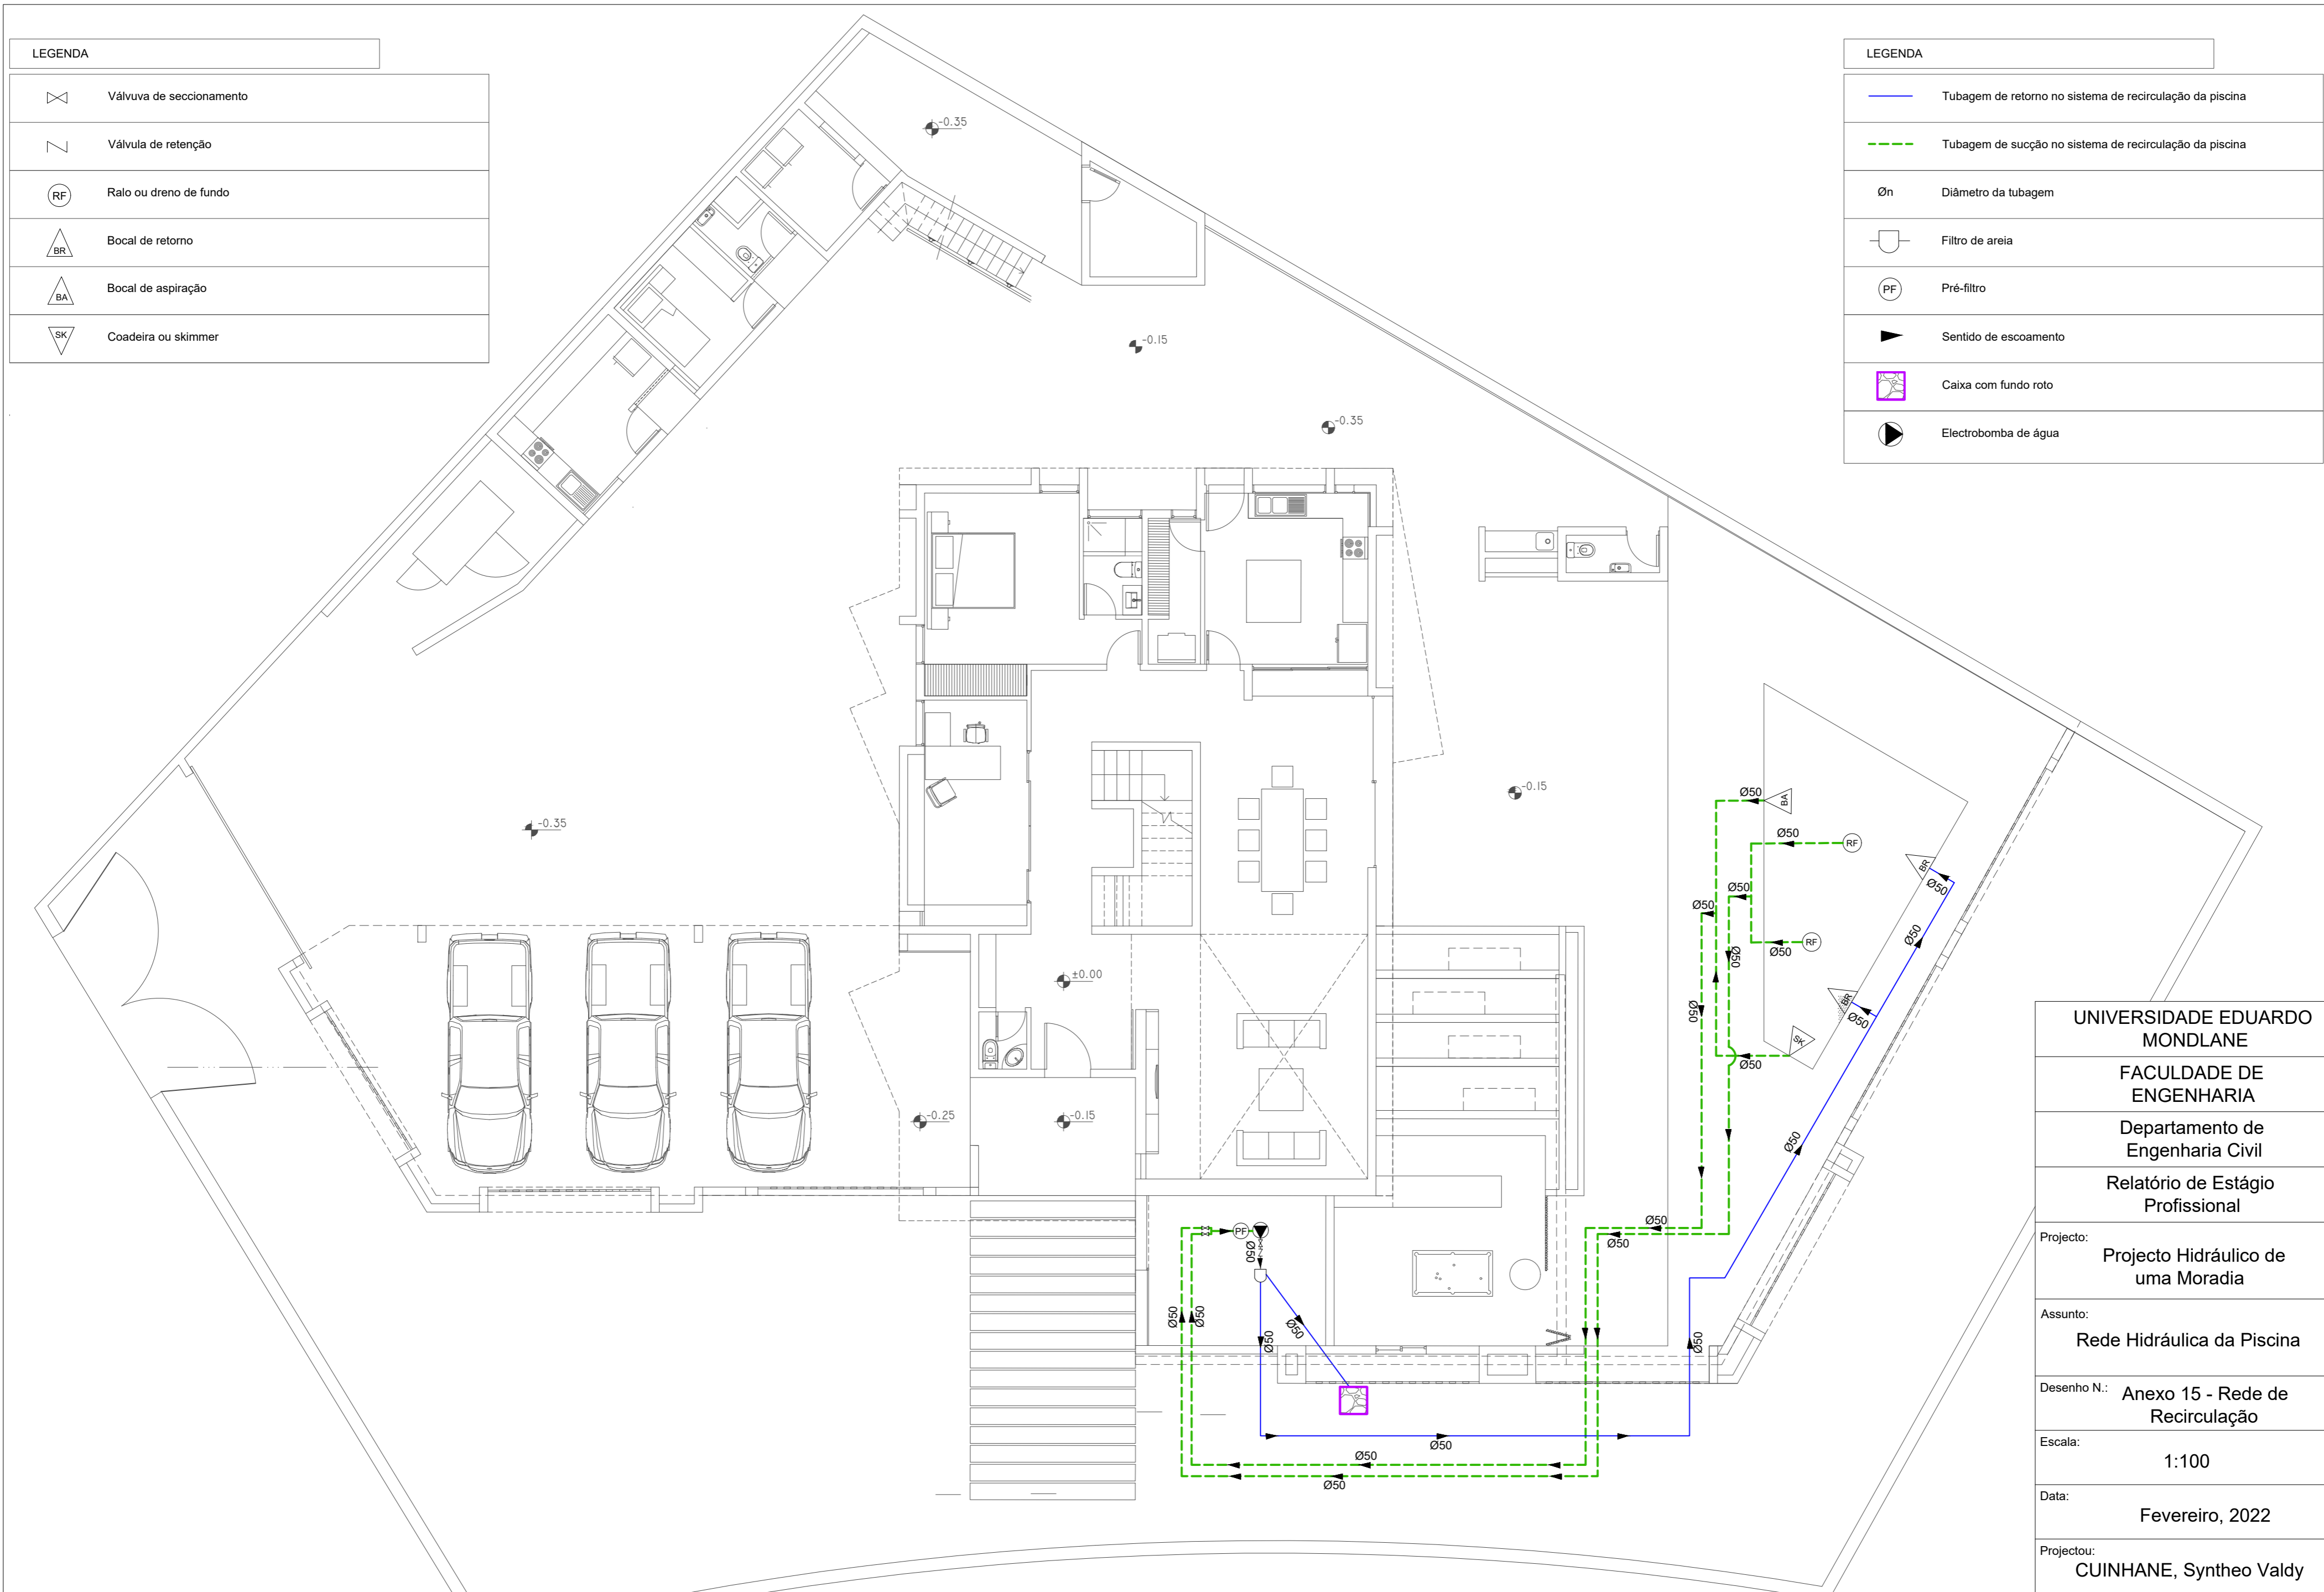 LEGENDA
Válvuva de seccionamento
Válvula de retenção
RF
Ralo ou dreno de fundo
BR
Bocal de retorno
BA
Bocal de aspiração
SK
Coadeira ou skimmer
LEGENDA
Tubagem de retorno no sistema de recirculação da piscina
Tubagem de sucção no sistema de recirculação da piscina
Øn
Diâmetro da tubagem
Filtro de areia
PF
Pré-filtro
Sentido de escoamento
Caixa com fundo roto
Electrobomba de água
-0.35
-0.15
-0.35
-0.15
-0.35
±0.00
-0.25
-0.15
Ø50
BA
Ø50
RF
BR
Ø50
Ø50
Ø50
Ø50
Ø50
RF
Ø50
Ø50
BR
Ø50
Ø50
SK
Ø50
Ø50
Ø50
Ø50
PF
Ø50
Ø50
Ø50
Ø50
Ø50
Ø50
Ø50
Ø50
Ø50
UNIVERSIDADE EDUARDO
MONDLANE
FACULDADE DE
ENGENHARIA
Departamento de
Engenharia Civil
Relatório de Estágio
Profissional
Projecto:
Projecto Hidráulico de
uma Moradia
Assunto:
Rede Hidráulica da Piscina
Desenho N.: Anexo 15 - Rede de
Recirculação
Escala:
1:100
Data:
Fevereiro, 2022
Projectou:
CUINHANE, Syntheo Valdy